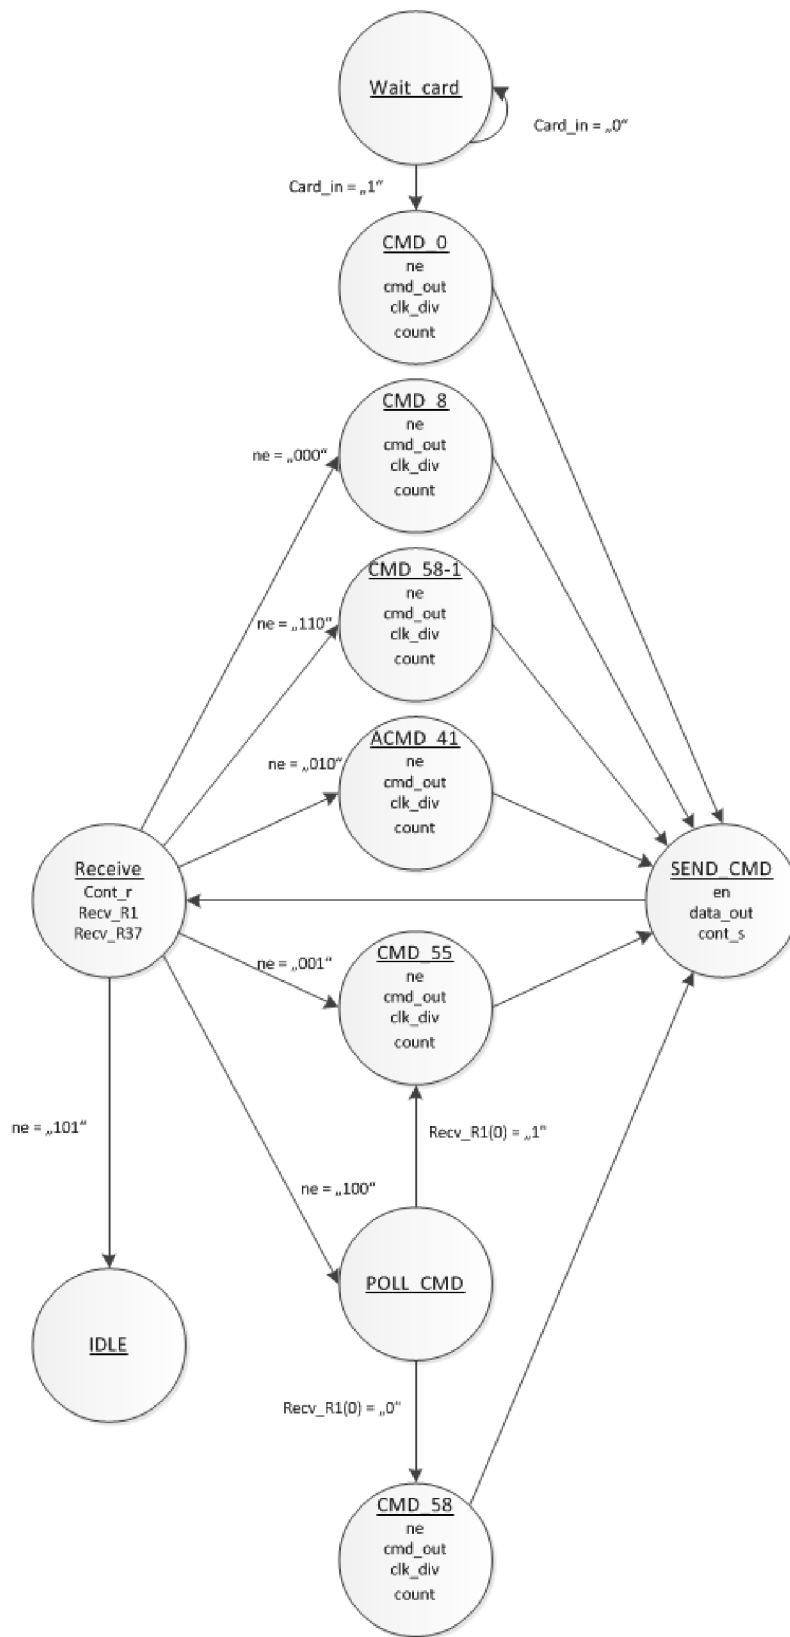 Wait_card
Card_in = „0“
Card_in = „1“
CMD_0
ne
cmd_out
clk_div
count
CMD_8
ne
cmd_out
clk_div
count
ne = „000“
CMD_58-1
ne
cmd_out
clk_div
count
ne = „110“
ACMD_41
ne
cmd_out
clk_div
count
ne = „010“
Receive
Cont_r
Recv_R1
Recv_R37
SEND_CMD
en
data_out
cont_s
ne = „001“
CMD_55
ne
cmd_out
clk_div
count
ne = „101“
Recv_R1(0) = „1"
ne = „100“
POLL_CMD
IDLE
Recv_R1(0) = „0“
CMD_58
ne
cmd_out
clk_div
count